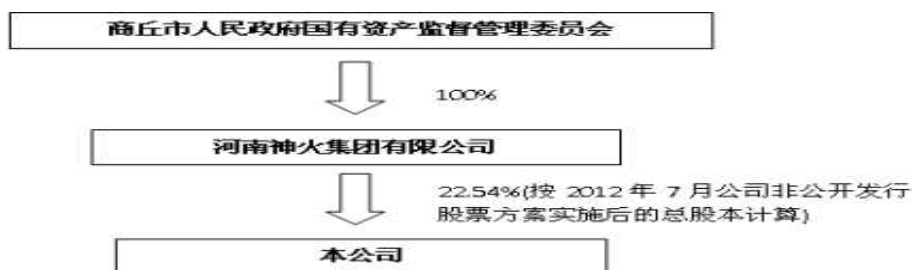 商丘市人民政府国有资产监督管理委员会
100%
河南神火集团有限公司
22.54%(按 2012 年 7 月公司非公开发行
股票方案实施后的总股本计算)
本公司